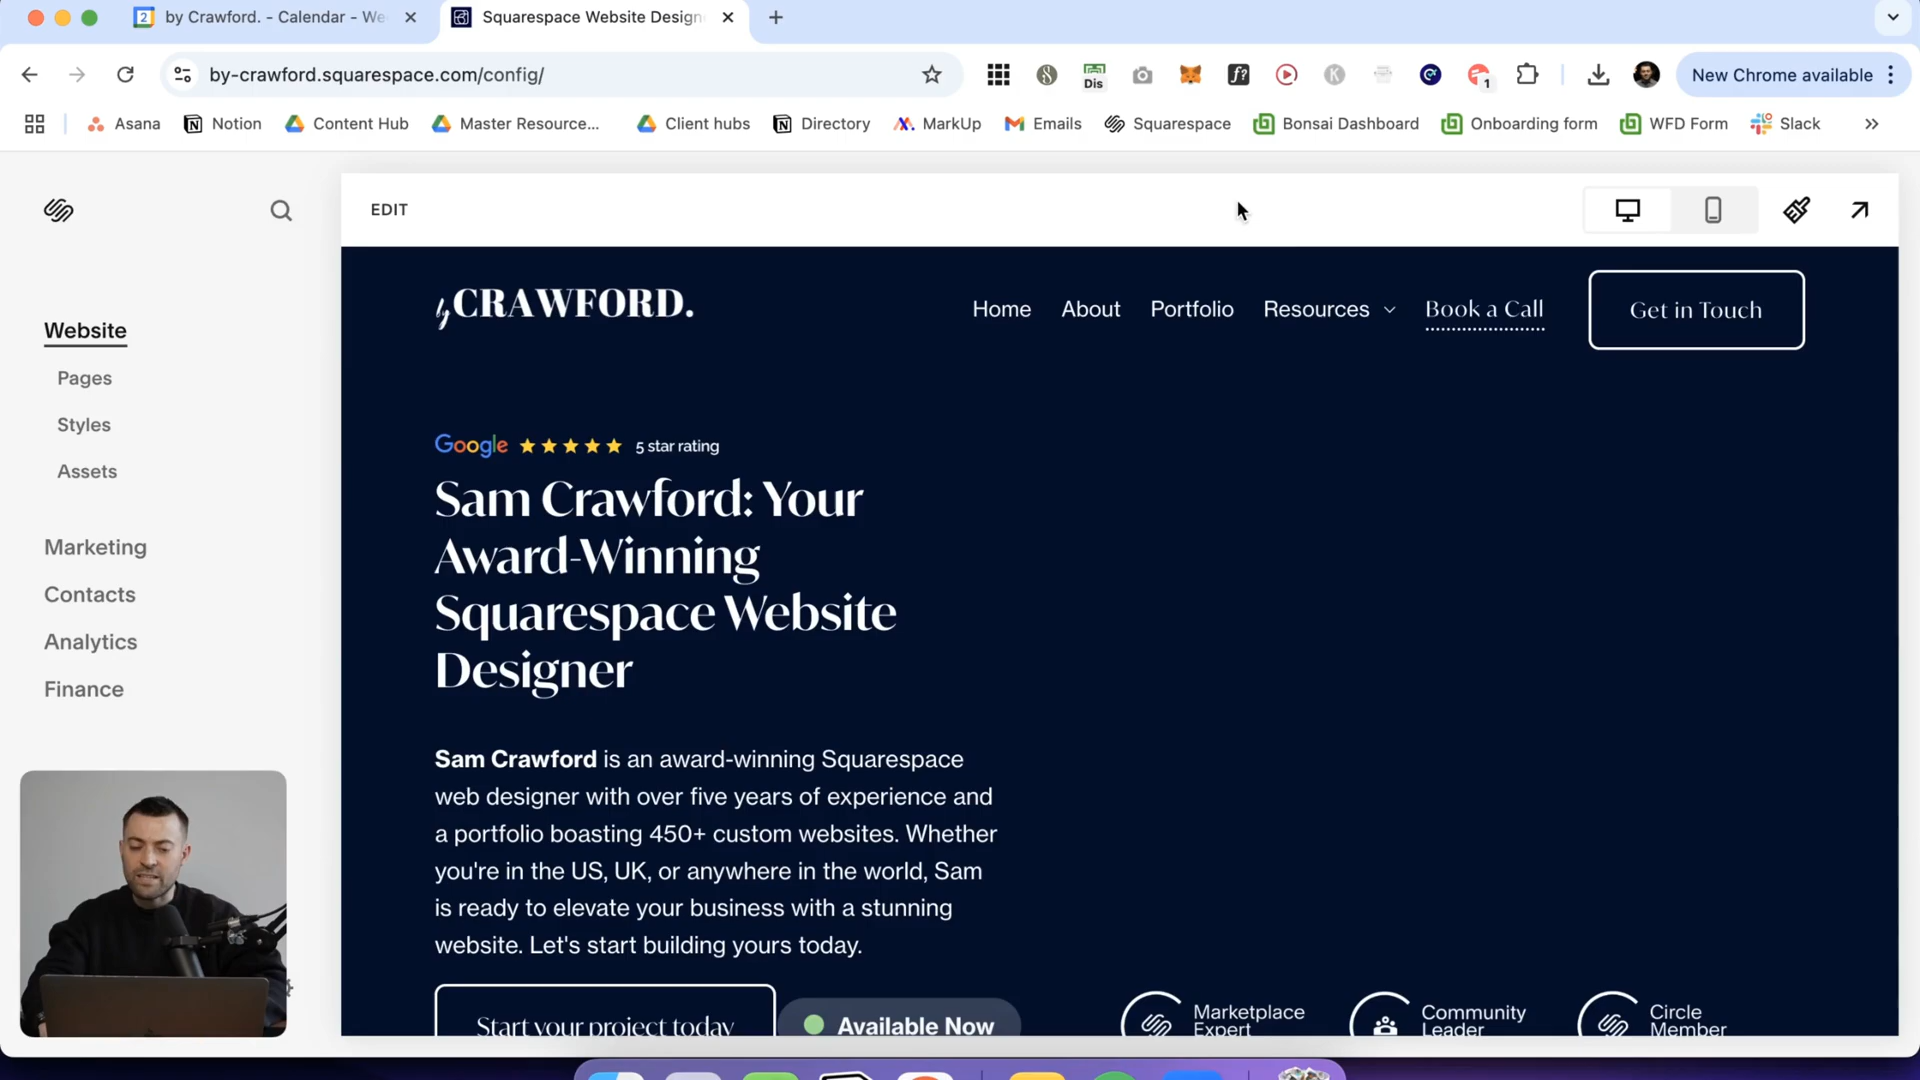 by Crawford. - Calendar - We
Squarespace Website Design
by-crawford.squarespace.com/config/
Dis
f?
K
1
New Chrome available
Asana
Notion
Content Hub
Master Resource...
Client hubs
Directory
MarkUp
Emails
Squarespace
Bonsai Dashboard
Onboarding form
WFD Form
Slack
EDIT
Website
Pages
Styles
Assets
Marketing
Contacts
Analytics
Finance
by CRAWFORD.
Home
About
Portfolio
Resources
Book a Call
Get in Touch
Google 5 star rating
Sam Crawford: Your
Award-Winning
Squarespace Website
Designer
Sam Crawford is an award-winning Squarespace
web designer with over five years of experience and
a portfolio boasting 450+ custom websites. Whether
you're in the US, UK, or anywhere in the world, Sam
is ready to elevate your business with a stunning
website. Let's start building yours today.
Start your project today
Available Now
Marketplace
Expert
Community
Leader
Circle
Member